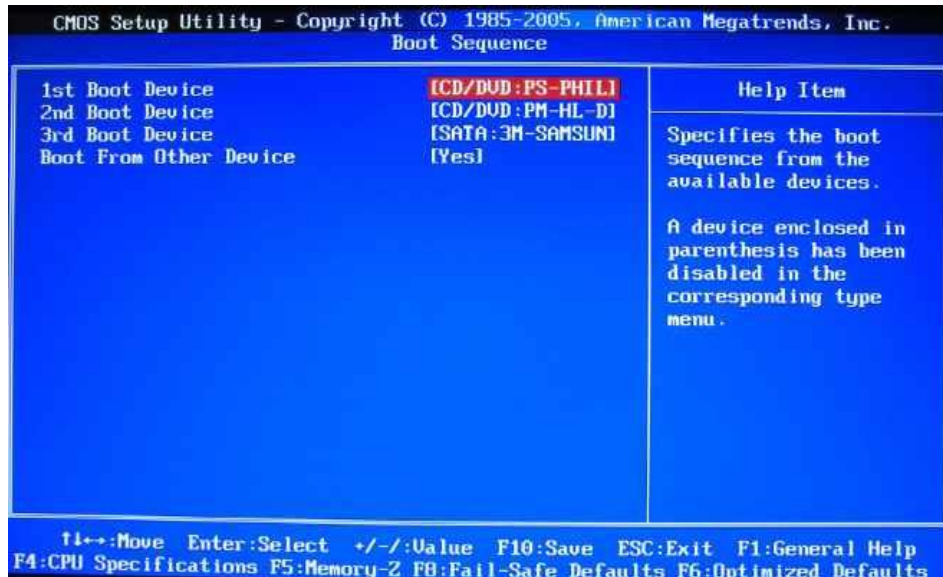 CMOS Setup Utility - Copyright (C) 1985-2005, American Megatrends, Inc.
Boot Sequence
1st Boot Device [CD/DVD:PS-PHIL]
2nd Boot Device [CD/DVD:PM-HL-D]
3rd Boot Device [SATA:3M-SAMSUN]
Boot From Other Device [Yes]
Help Item
Specifies the boot
sequence from the
available devices.
A device enclosed in
parenthesis has been
disabled in the
corresponding type
menu.
↑↓←→:Move Enter:Select +/-/:Value F10:Save ESC:Exit F1:General Help
F4:CPU Specifications F5:Memory-Z F8:Fail-Safe Defaults F6:Optimized Defaults